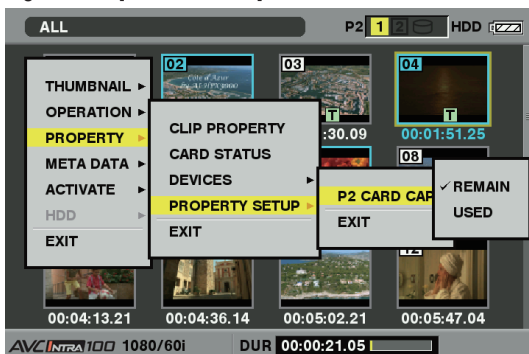 ALL P2 1 2 HDD
02 03 04
Côte d'Azur
THUMBNAIL
OPERATION
PROPERTY
META DATA
ACTIVATE
HDD
EXIT
CLIP PROPERTY
CARD STATUS
DEVICES
PROPERTY SETUP
EXIT
T T
:30.09 00:01:51.25
08
P2 CARD CAP
EXIT
✓ REMAIN
USED
12
00:04:13.21 00:04:36.14 00:05:02.21 00:05:47.04
AVC INTRA 100 1080/60i DUR 00:00:21.05